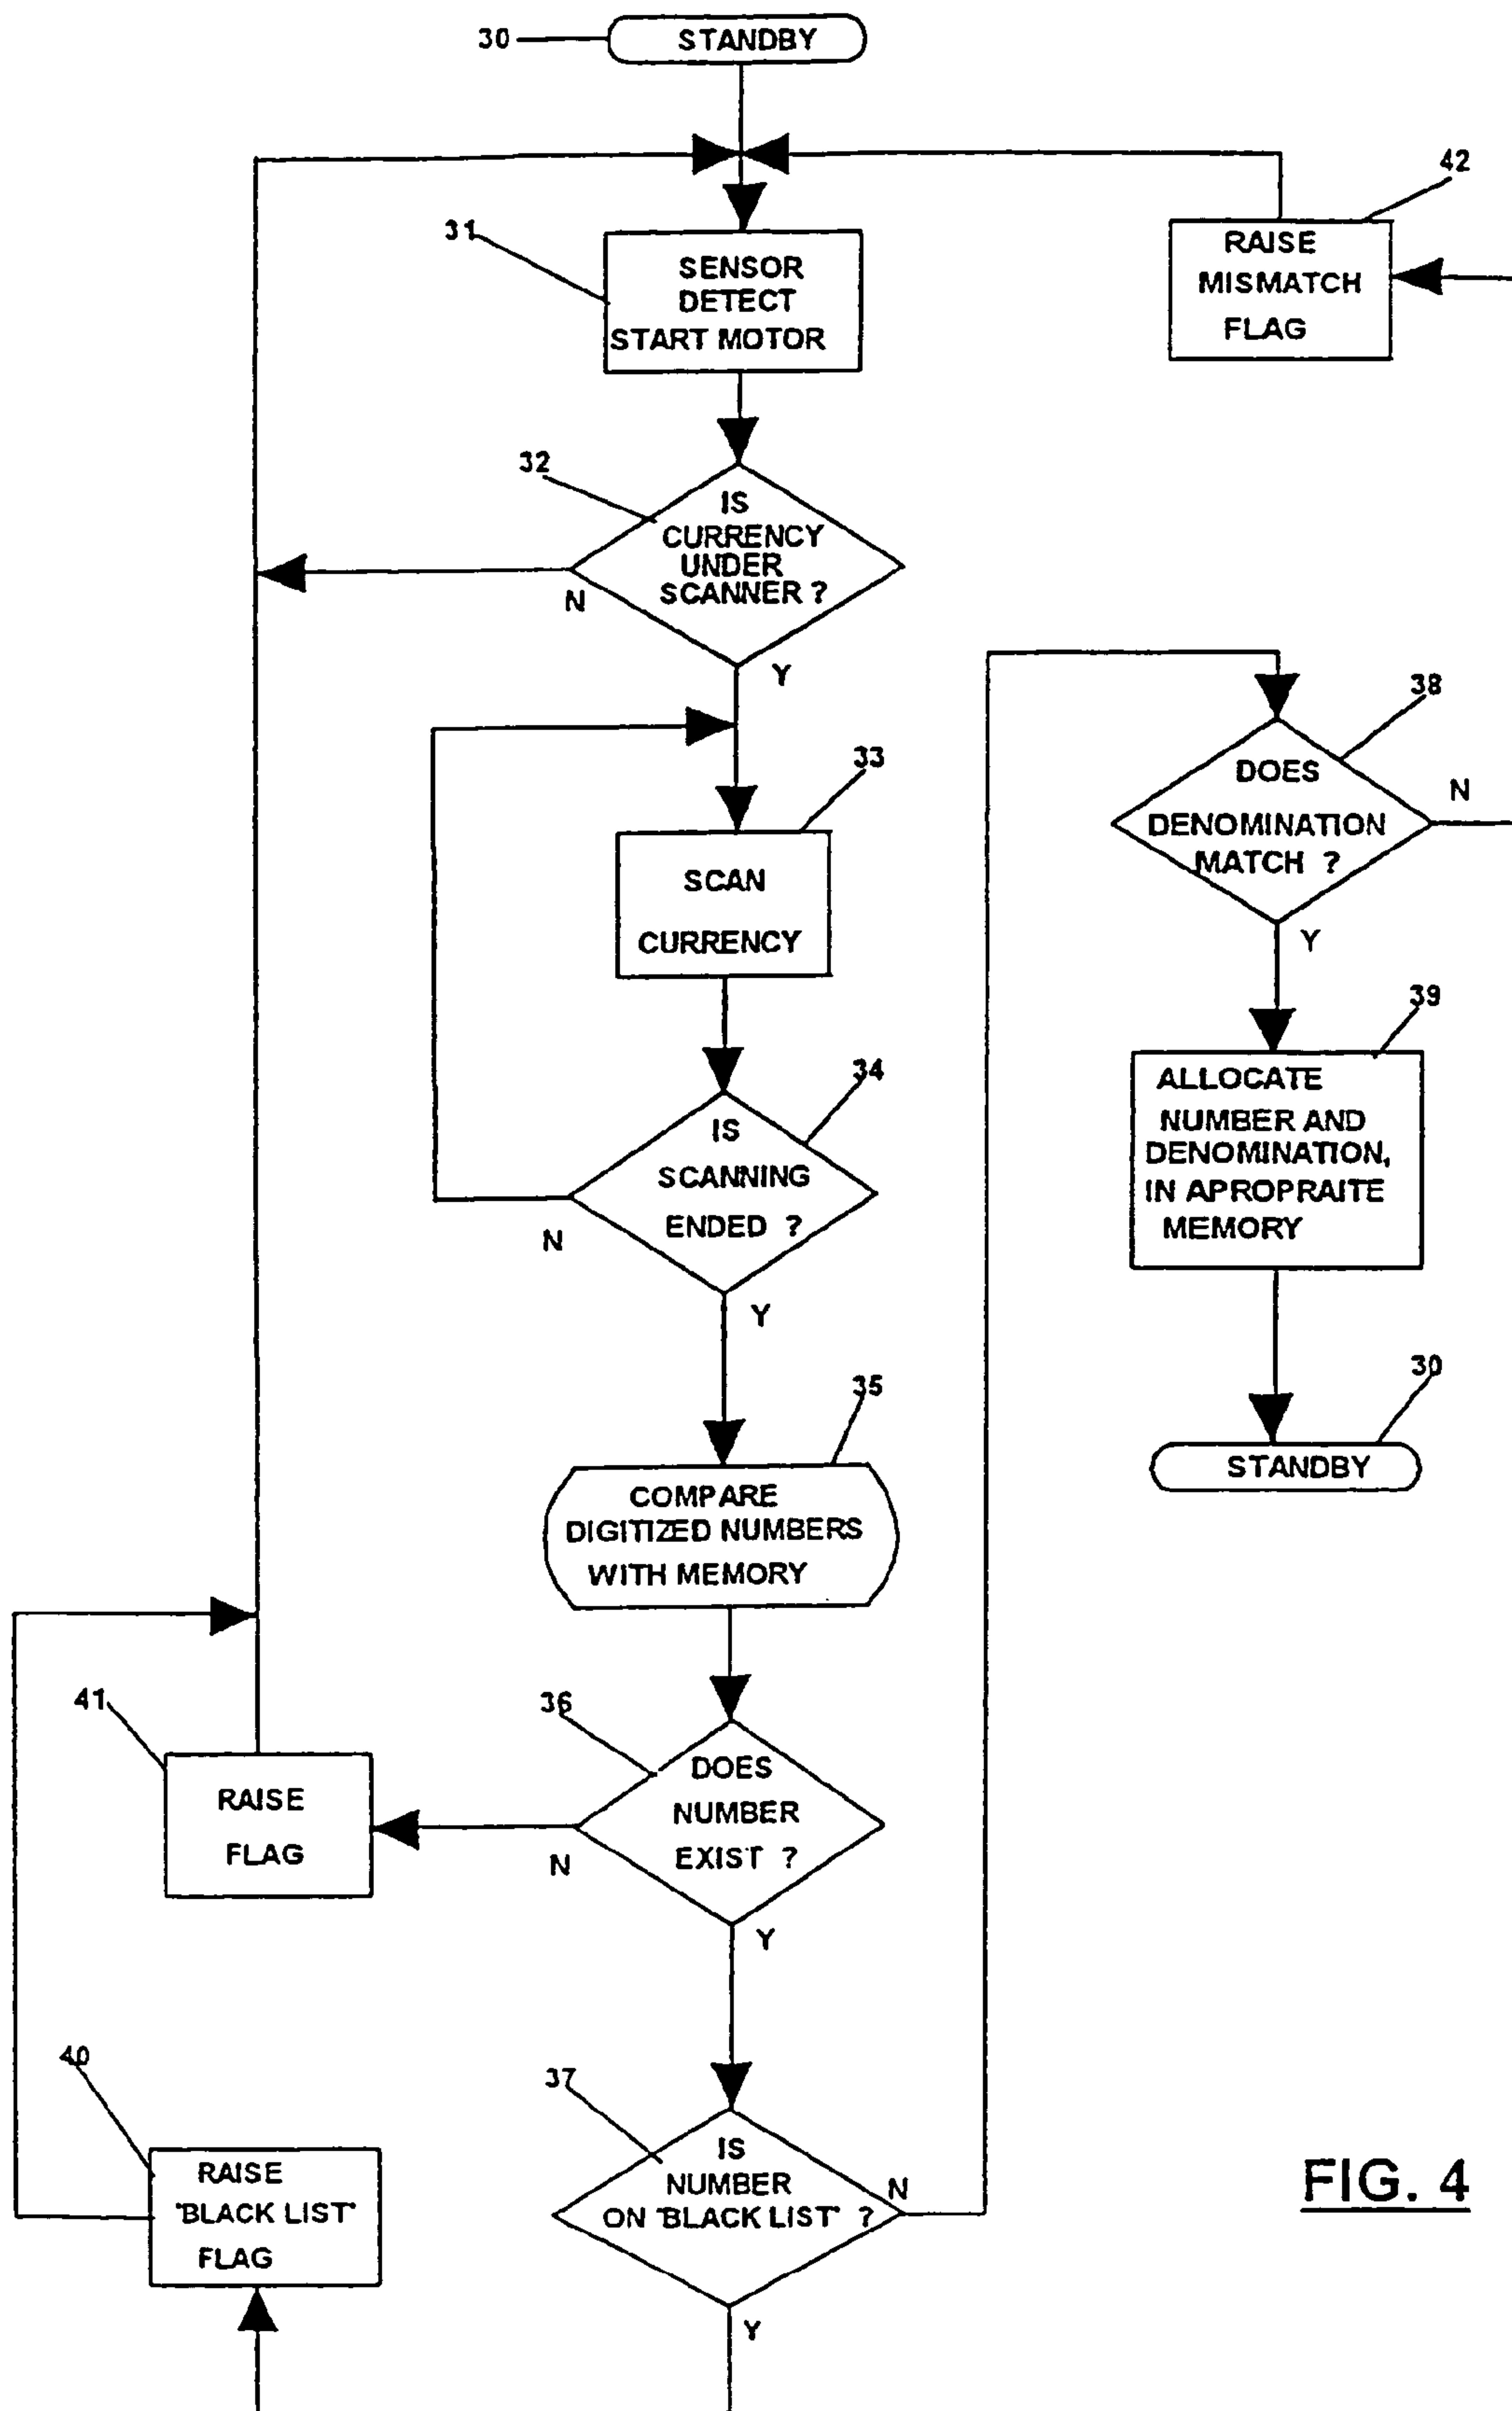 30
STANDBY
42
31
SENSOR
DETECT
START MOTOR
RAISE
MISMATCH
FLAG
32
IS
CURRENCY
UNDER
SCANNER ?
N
Y
33
SCAN
CURRENCY
34
IS
SCANNING
ENDED ?
N
Y
35
COMPARE
DIGITIZED NUMBERS
WITH MEMORY
36
DOES
NUMBER
EXIST ?
N
Y
41
RAISE
FLAG
37
IS
NUMBER
ON 'BLACK LIST' ?
N
Y
40
RAISE
'BLACK LIST'
FLAG
38
DOES
DENOMINATION
MATCH ?
N
Y
39
ALLOCATE
NUMBER AND
DENOMINATION,
IN APROPRAITE
MEMORY
30
STANDBY
FIG. 4